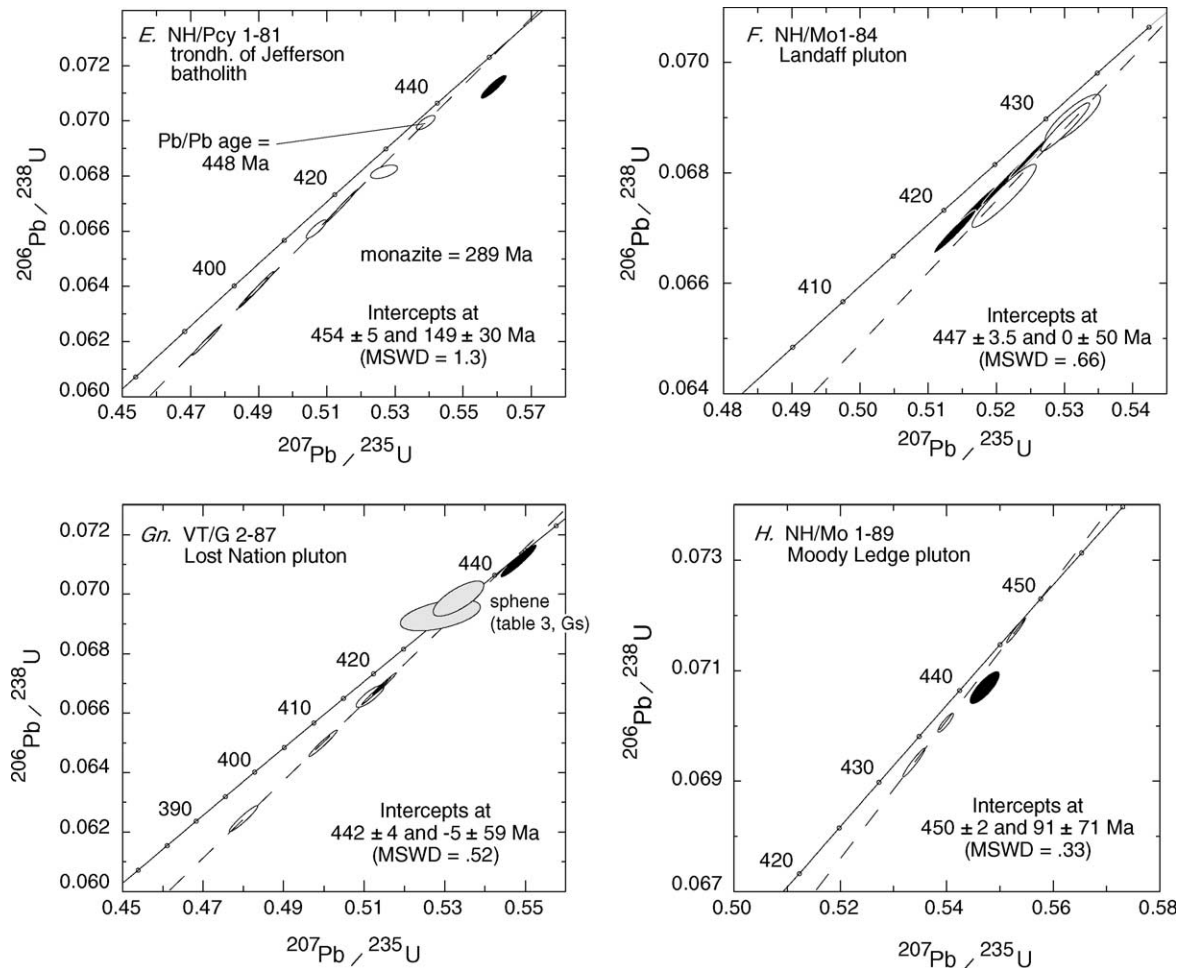 E. NH/Pcy 1-81
trondh. of Jefferson
batholith
0.072
0.070
0.068
0.066
0.064
0.062
0.060
206Pb / 238U
440
Pb/Pb age =
448 Ma
420
400
monazite = 289 Ma
Intercepts at
454 ± 5 and 149 ± 30 Ma
(MSWD = 1.3)
0.45 0.47 0.49 0.51 0.53 0.55 0.57
207Pb / 235U
F. NH/Mo1-84
Landaff pluton
0.070
0.068
0.066
0.064
206Pb / 238U
430
420
410
Intercepts at
447 ± 3.5 and 0 ± 50 Ma
(MSWD = .66)
0.48 0.49 0.50 0.51 0.52 0.53 0.54
207Pb / 235U
Gn. VT/G 2-87
Lost Nation pluton
0.072
0.070
0.068
0.066
0.064
0.062
0.060
206Pb / 238U
440
sphene
(table 3, Gs)
420
410
400
390
Intercepts at
442 ± 4 and -5 ± 59 Ma
(MSWD = .52)
0.45 0.47 0.49 0.51 0.53 0.55
207Pb / 235U
H. NH/Mo 1-89
Moody Ledge pluton
0.073
0.071
0.069
0.067
206Pb / 238U
450
440
430
420
Intercepts at
450 ± 2 and 91 ± 71 Ma
(MSWD = .33)
0.50 0.52 0.54 0.56 0.58
207Pb / 235U